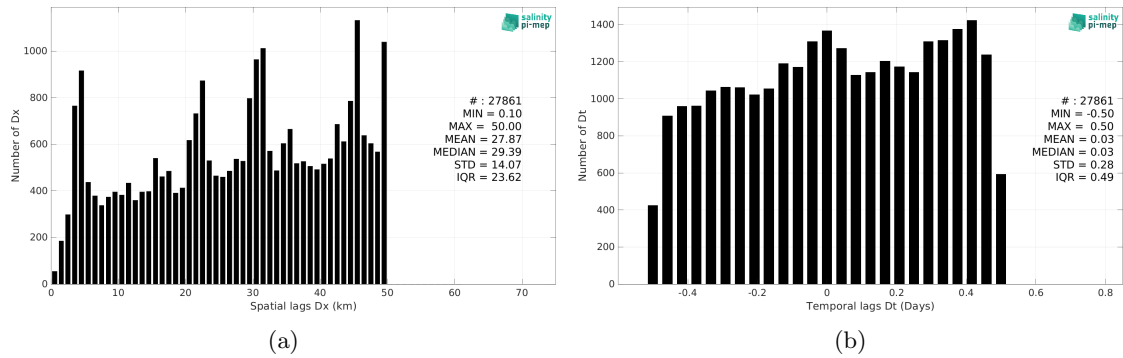 salinity
pi-mep
1000
800
600
400
200
0
Number of Dx
# : 27861
MIN = 0.10
MAX = 50.00
MEAN = 27.87
MEDIAN = 29.39
STD = 14.07
IQR = 23.62
0 10 20 30 40 50 60 70
Spatial lags Dx (km)
(a)
salinity
pi-mep
1400
1200
1000
800
600
400
200
0
Number of Dt
# : 27861
MIN = -0.50
MAX = 0.50
MEAN = 0.03
MEDIAN = 0.03
STD = 0.28
IQR = 0.49
-0.4 -0.2 0 0.2 0.4 0.6 0.8
Temporal lags Dt (Days)
(b)